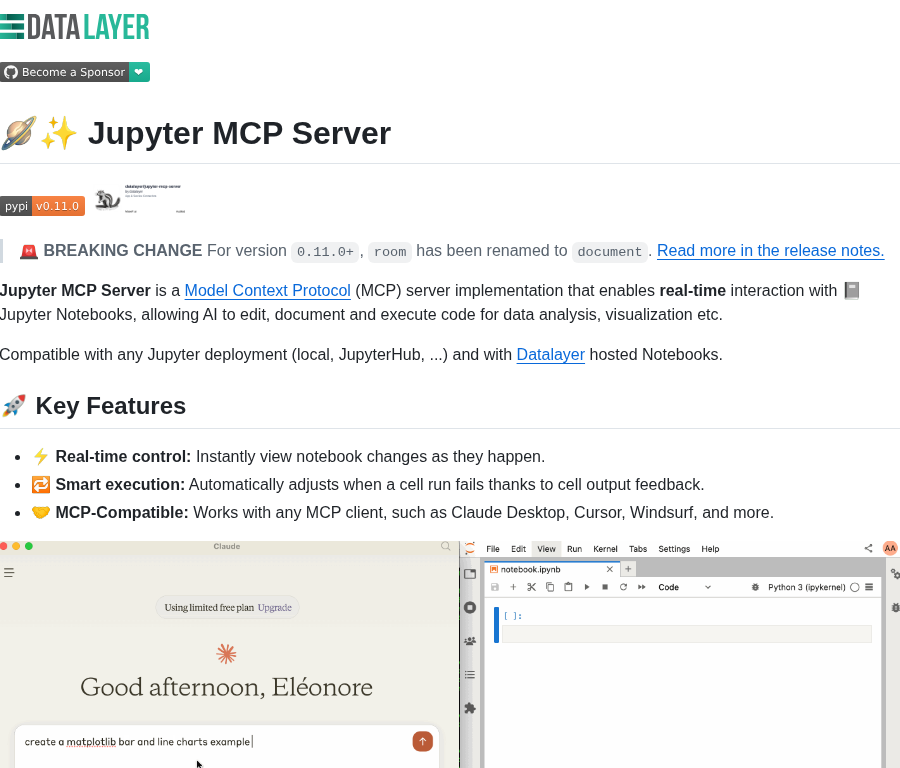 DATALAYER
Become a Sponsor
Jupyter MCP Server
datalayer/jupyter-mcp-server
pypi v0.11.0
BREAKING CHANGE For version 0.11.0+, room has been renamed to document. Read more in the release notes.
Jupyter MCP Server is a Model Context Protocol (MCP) server implementation that enables real-time interaction with
Jupyter Notebooks, allowing AI to edit, document and execute code for data analysis, visualization etc.
Compatible with any Jupyter deployment (local, JupyterHub, ...) and with Datalayer hosted Notebooks.
Key Features
Real-time control: Instantly view notebook changes as they happen.
Smart execution: Automatically adjusts when a cell run fails thanks to cell output feedback.
MCP-Compatible: Works with any MCP client, such as Claude Desktop, Cursor, Windsurf, and more.
Claude
Using limited free plan Upgrade
Good afternoon, Eléonore
create a matplotlib bar and line charts example
File Edit View Run Kernel Tabs Settings Help
AA
notebook.ipynb
Code
Python 3 (ipykernel)
[ ]: